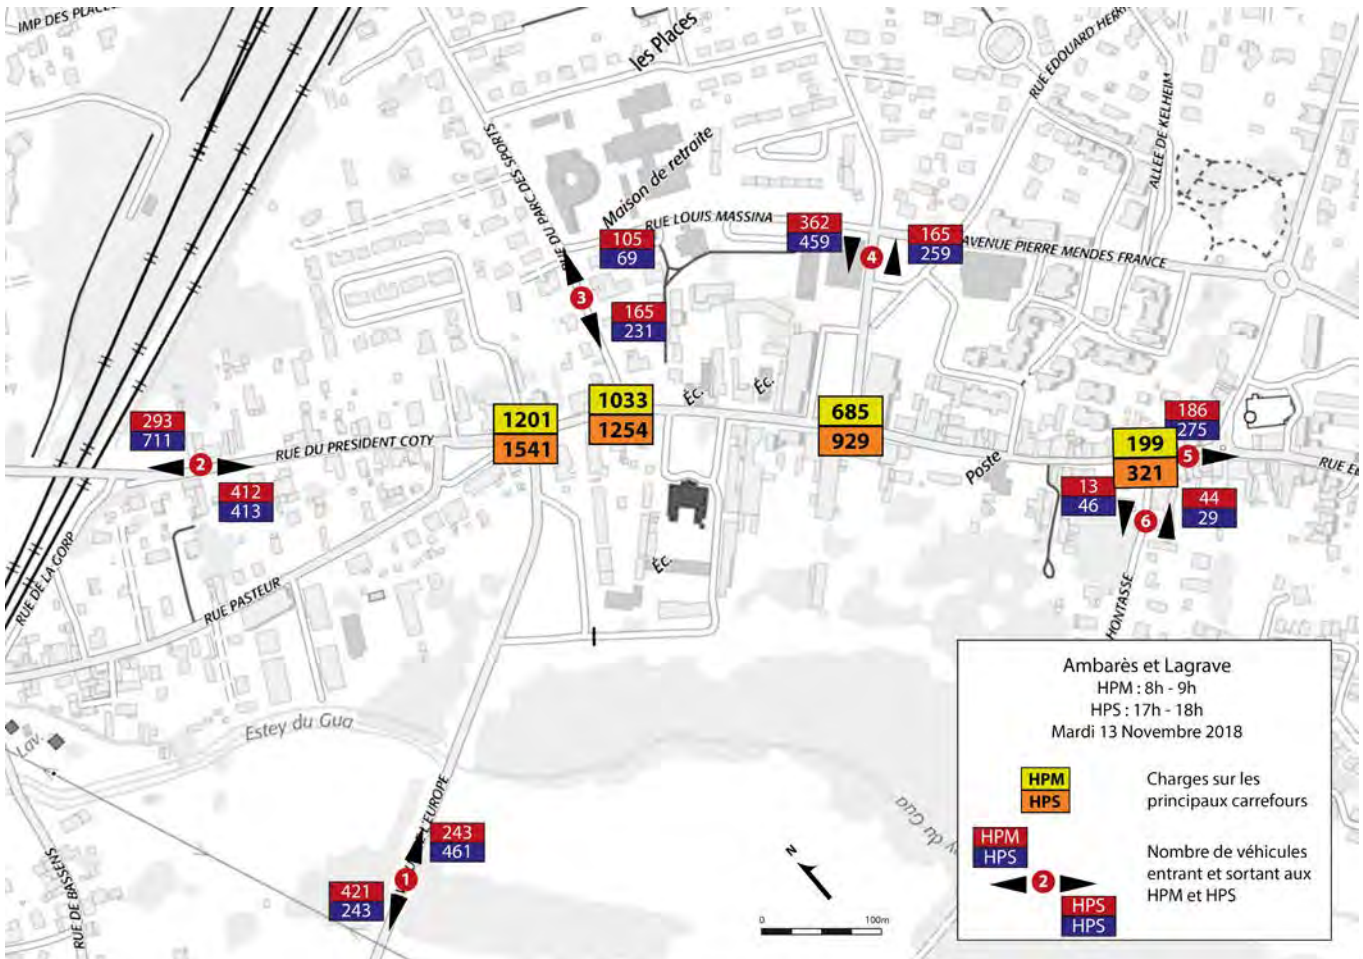 IMP DES PLACES
les Places
RUE EDOUARD HERR
ALLEE DE KELHEIM
RUE DU PARC DES SPORTS
Maison de retraite
RUE LOUIS MASSINA
362
459
4
165
259
AVENUE PIERRE MENDES FRANCE
105
69
3
165
231
Éc.
Éc.
1201
1541
1033
1254
685
929
293
711
2
412
413
RUE DU PRESIDENT COTY
186
275
199
321
5
Poste
13
46
6
44
29
HONTASSE
RUE DE LA GORP
RUE PASTEUR
Éc.
Estey du Gua
Lav.
L'EUROPE
243
461
1
421
243
RUE DE BASSENS
du Gua
N
0
100m
Ambarès et Lagrave
HPM : 8h - 9h
HPS : 17h - 18h
Mardi 13 Novembre 2018
HPM
HPS
Charges sur les
principaux carrefours
HPM
HPS
2
HPS
HPS
Nombre de véhicules
entrant et sortant aux
HPM et HPS